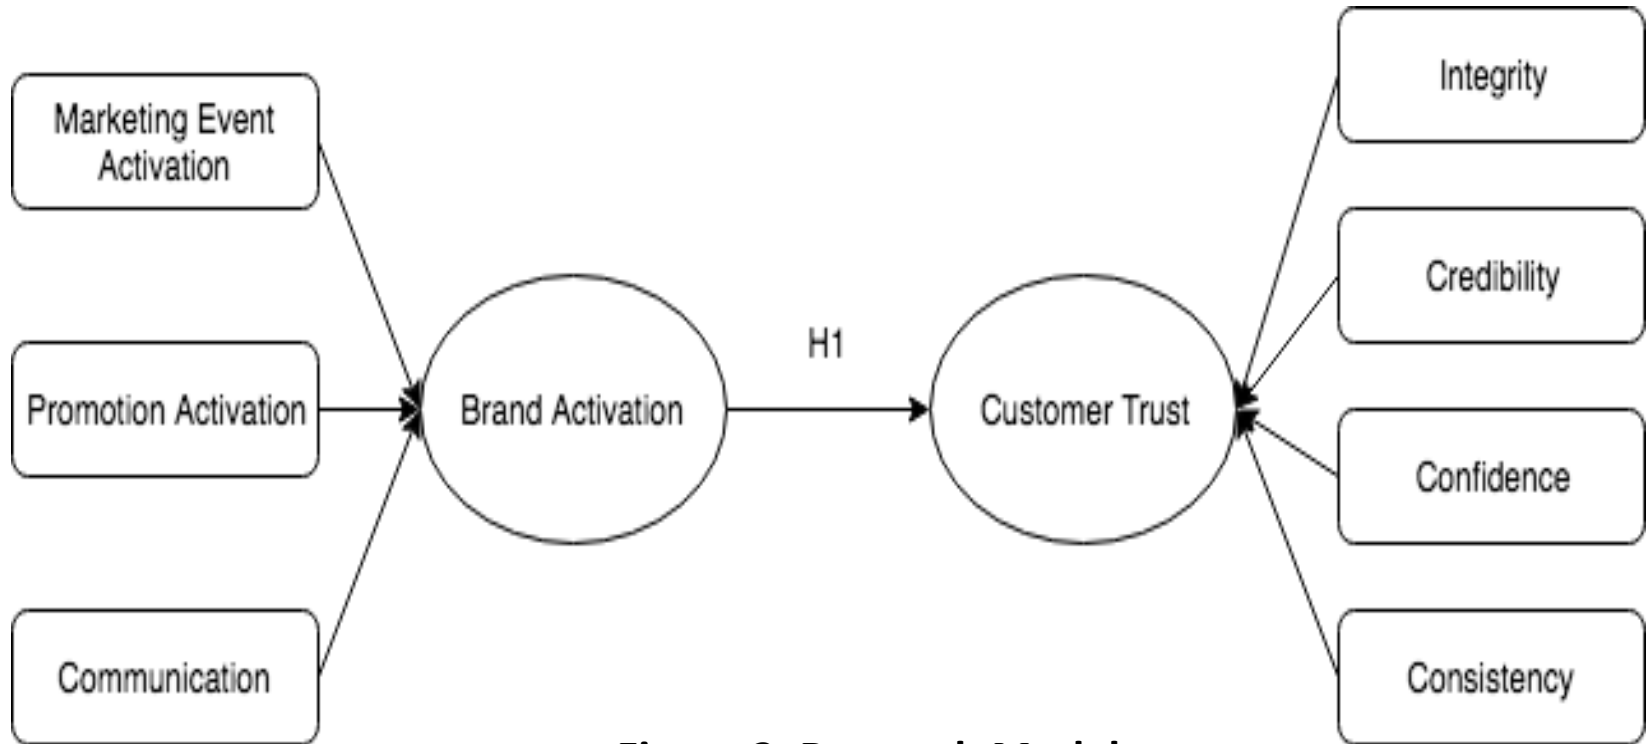 Integrity
Marketing Event
Activation
Credibility
H1
Promotion Activation
Brand Activation
Customer Trust
Confidence
Communication
Consistency